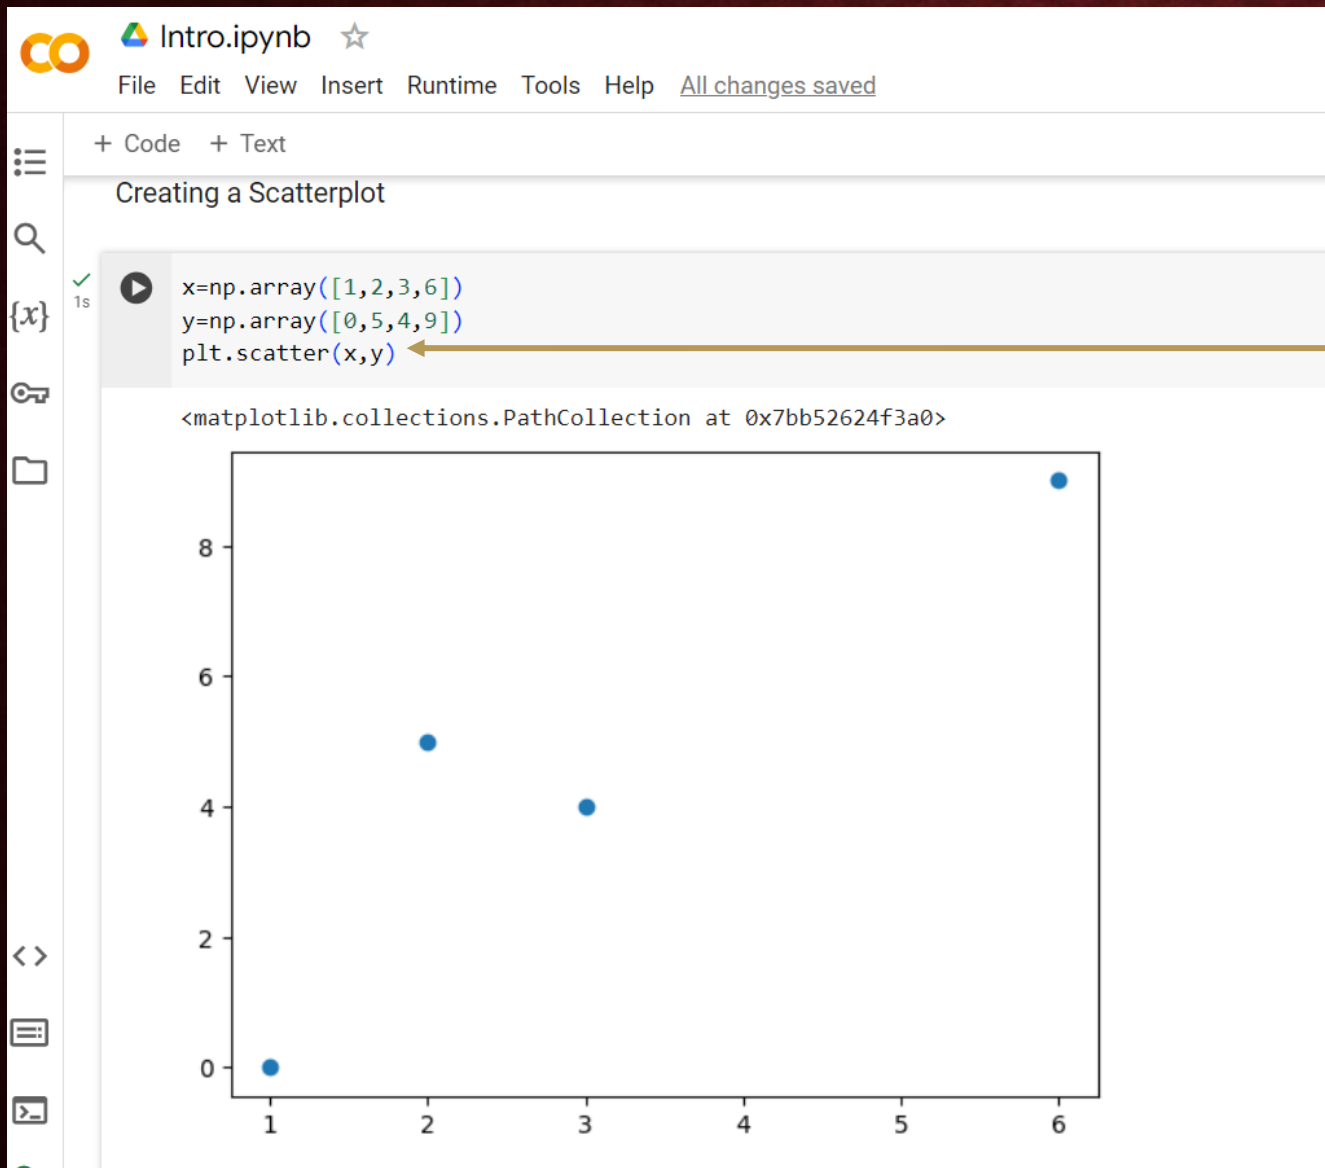 Intro.ipynb
File Edit View Insert Runtime Tools Help All changes saved
+ Code + Text
Creating a Scatterplot
{x}
1s
x=np.array([1,2,3,6])
y=np.array([0,5,4,9])
plt.scatter(x,y)
<matplotlib.collections.PathCollection at 0x7bb52624f3a0>
8
6
4
2
0
1 2 3 4 5 6